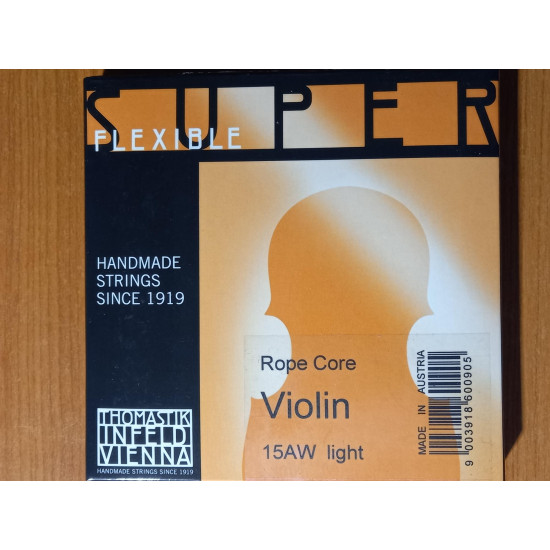 SUPER
FLEXIBLE
HANDMADE
STRINGS
SINCE 1919
Rope Core
Violin
15AW light
MADE IN AUSTRIA
9 003918 600905
THOMASTIK
INFELD
VIENNA
HANDMADE STRINGS SINCE 1919